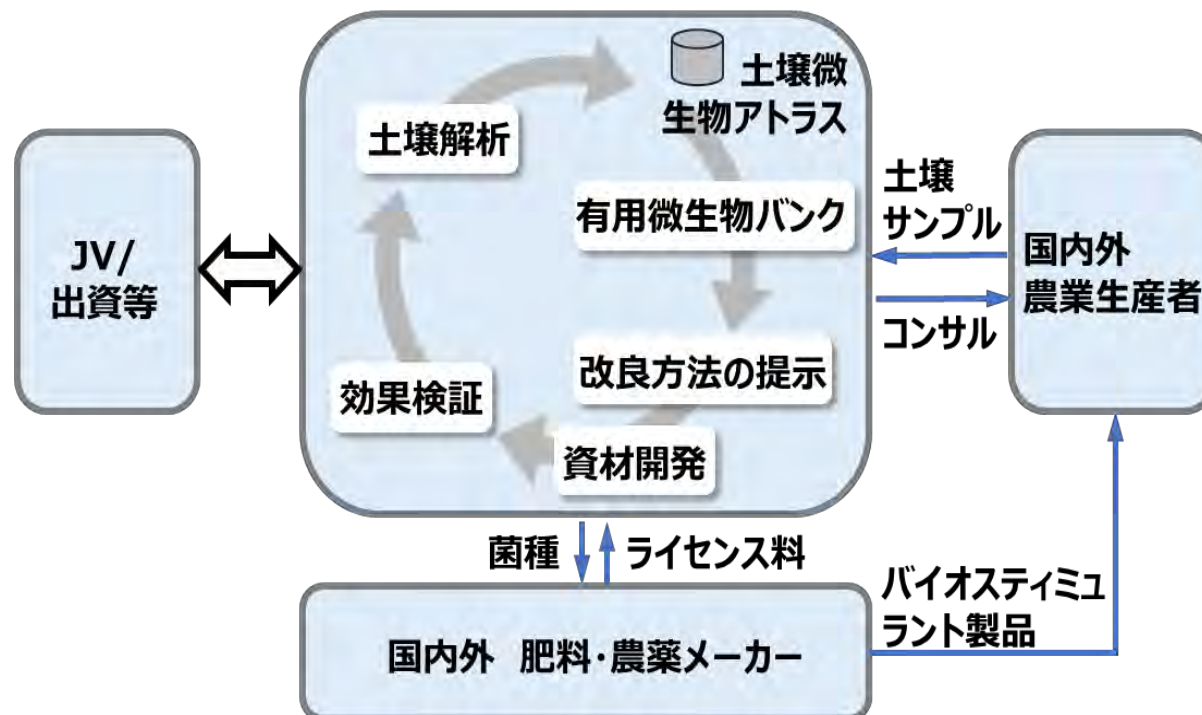 土壌微
生物アトラス
土壌解析
有用微生物バンク
改良方法の提示
資材開発
効果検証
JV/
出資等
土壌
サンプル
コンサル
国内外
農業生産者
菌種
ライセンス料
国内外 肥料・農薬メーカー
バイオスティミュ
ラント製品